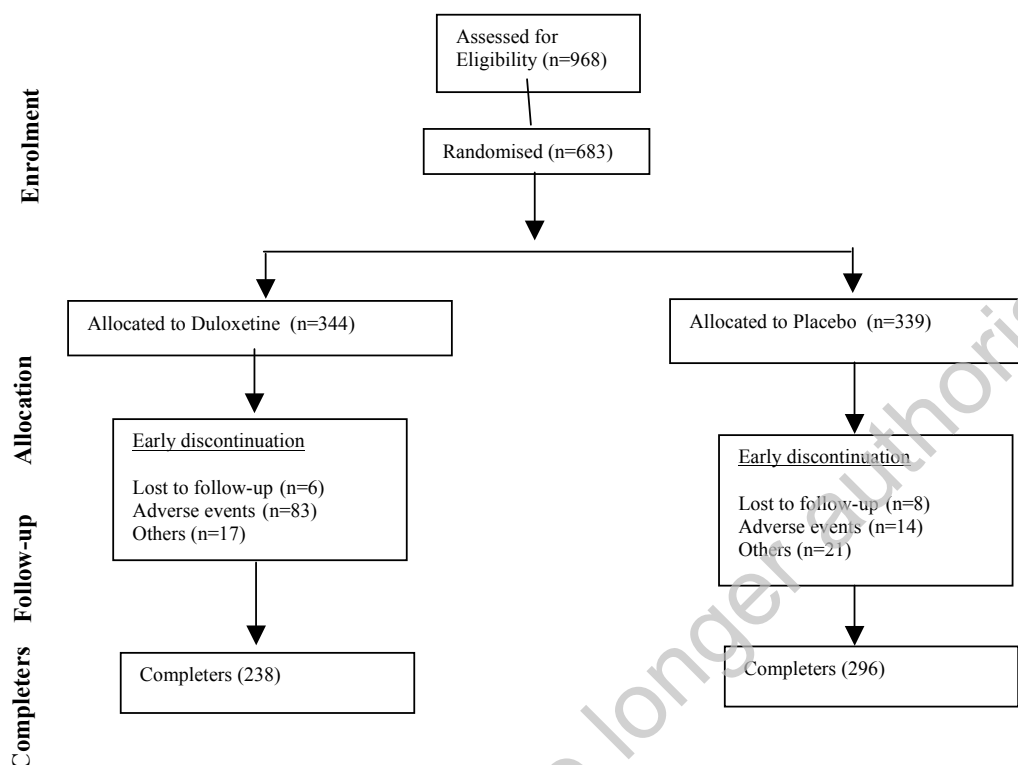 Assessed for
Eligibility (n=968)
Enrolment
Randomised (n=683)
Allocated to Duloxetine (n=344)
Allocated to Placebo (n=339)
Allocation
Early discontinuation
Lost to follow-up (n=6)
Adverse events (n=83)
Others (n=17)
Early discontinuation
Lost to follow-up (n=8)
Adverse events (n=14)
Others (n=21)
Follow-up
Completers (238)
Completers (296)
Completers
longer